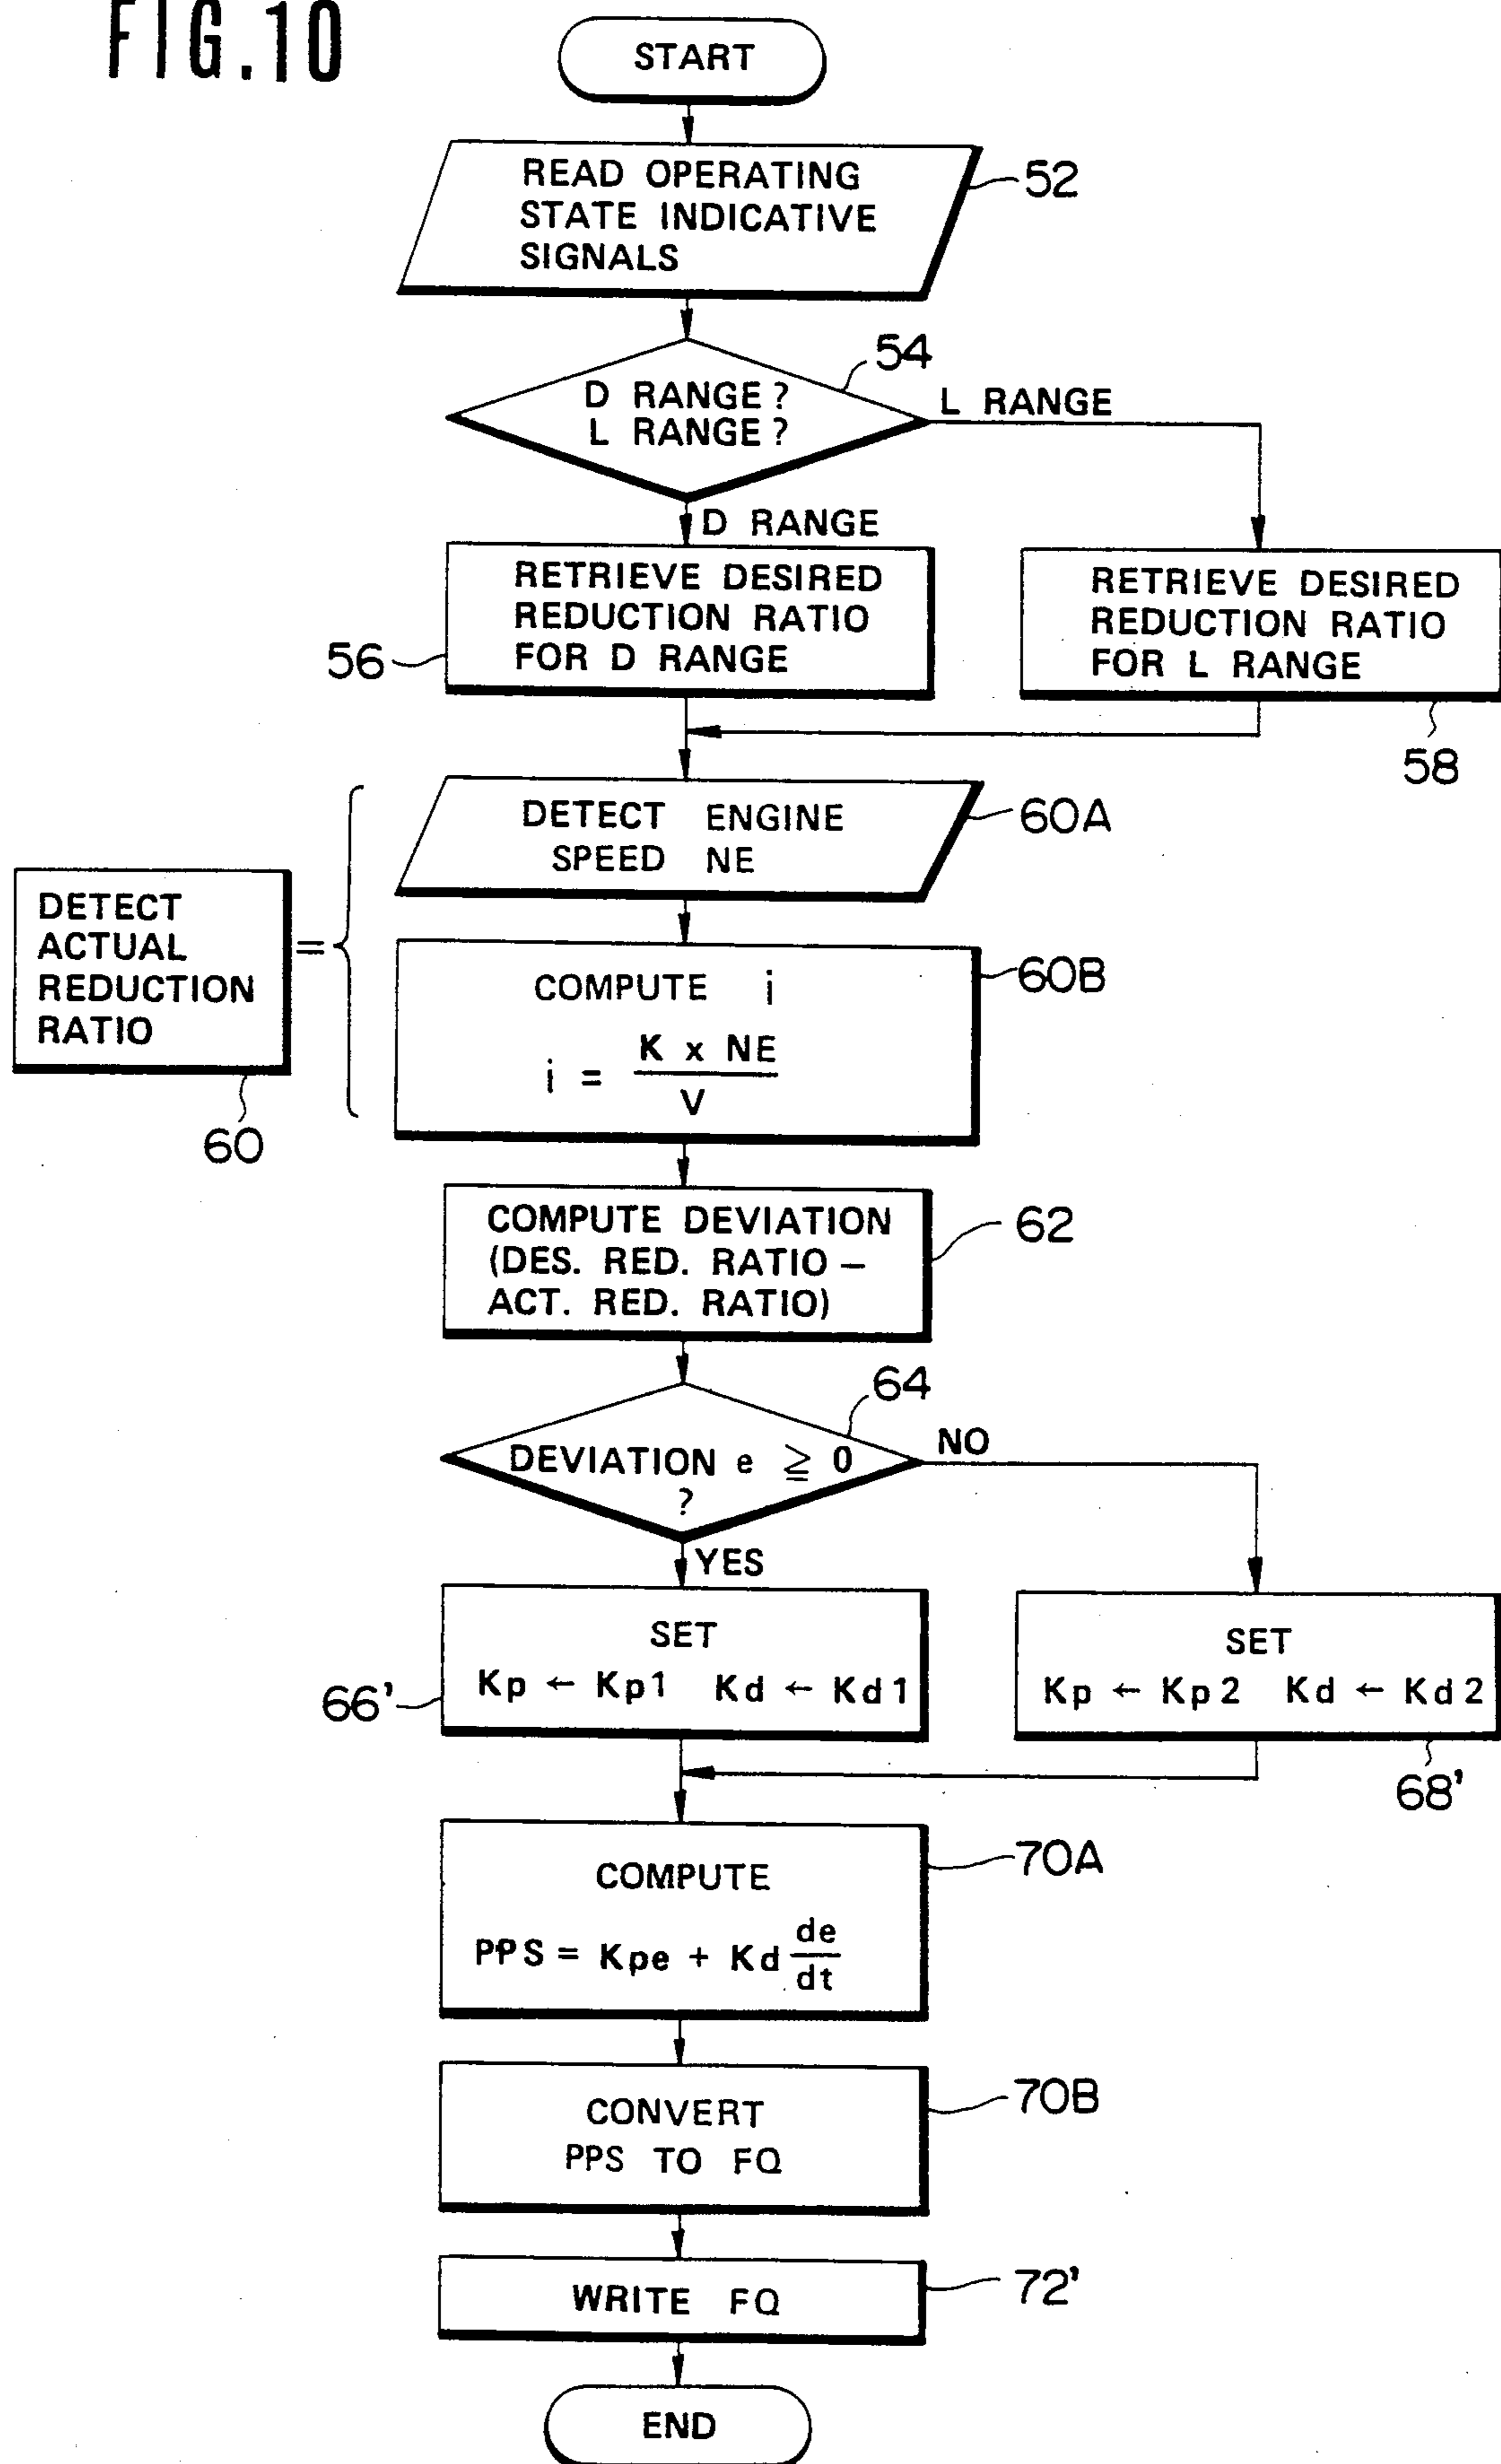 FIG.10
START
READ OPERATING
STATE INDICATIVE
SIGNALS
52
54
D RANGE?
L RANGE?
L RANGE
D RANGE
RETRIEVE DESIRED
REDUCTION RATIO
FOR D RANGE
56
RETRIEVE DESIRED
REDUCTION RATIO
FOR L RANGE
58
DETECT ENGINE
SPEED NE
60A
DETECT
ACTUAL
REDUCTION
RATIO
=
60
COMPUTE i
i = K x NE
V
60B
COMPUTE DEVIATION
(DES. RED. RATIO –
ACT. RED. RATIO)
62
64
DEVIATION e ≧ 0
?
NO
YES
SET
Kp ← Kp1 Kd ← Kd1
66'
SET
Kp ← Kp2 Kd ← Kd2
68'
COMPUTE
PPS = Kpe + Kd de
dt
70A
CONVERT
PPS TO FQ
70B
WRITE FQ
72'
END